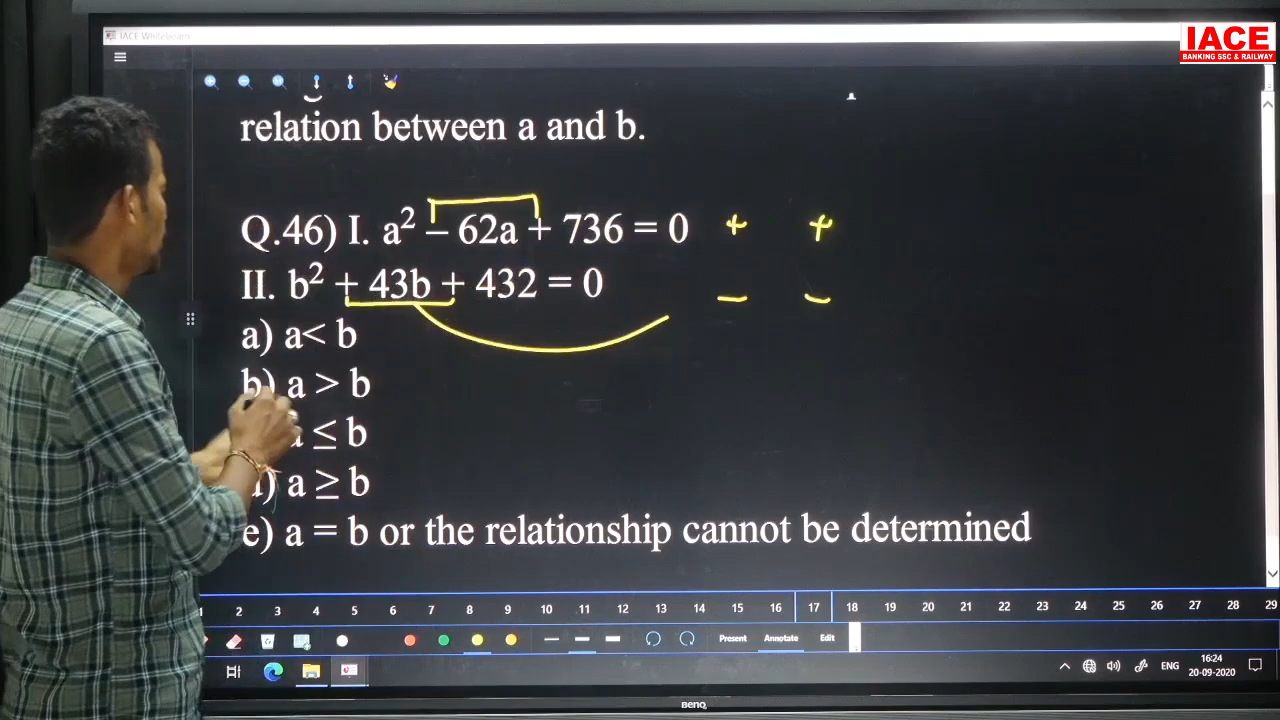 IACE Whiteboard
IACE
BANKING SSC & RAILWAY
relation between a and b.
Q.46) I. a² – 62a + 736 = 0 + +
II. b² + 43b + 432 = 0 – –
a) a< b
b) a > b
≤ b
a ≥ b
e) a = b or the relationship cannot be determined
1 2 3 4 5 6 7 8 9 10 11 12 13 14 15 16 17 18 19 20 21 22 23 24 25 26 27 28 29
Present Annotate Edit
ENG 16:24
20-09-2020
BenQ